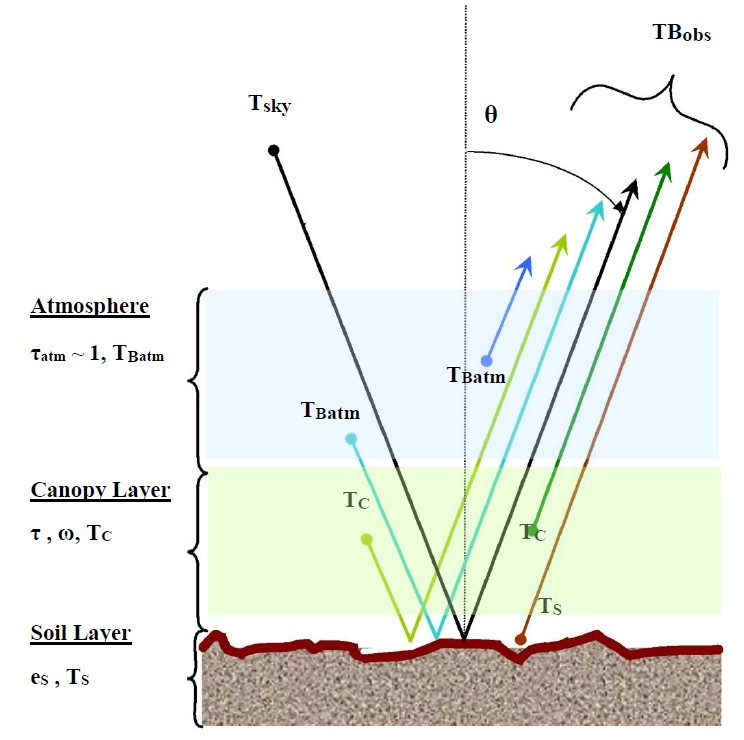 TBobs
Tsky
θ
Atmosphere
τatm ~ 1, TBatm
TBatm
TBatm
Canopy Layer
τ , ω, TC
TC
TC
TS
Soil Layer
eS , TS